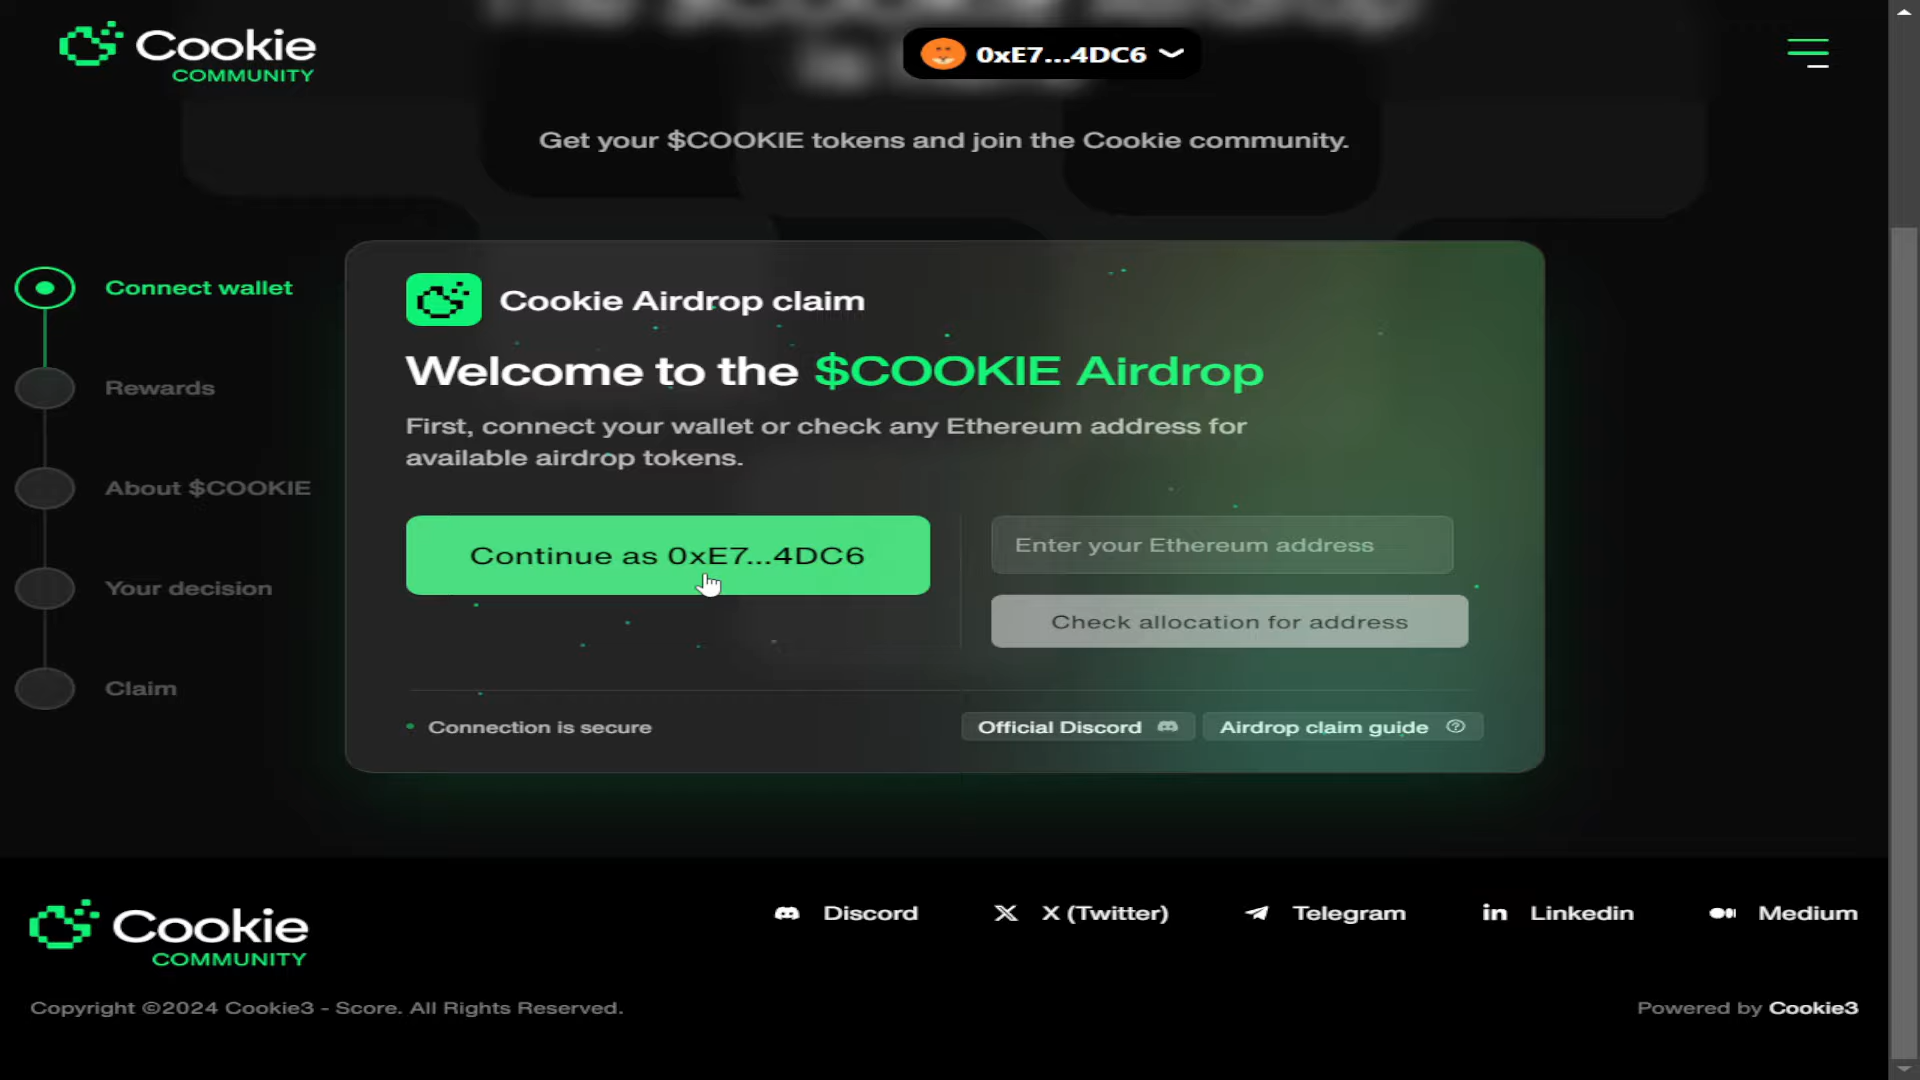 Cookie
COMMUNITY
0xE7...4DC6
Get your $COOKIE tokens and join the Cookie community.
Connect wallet
Rewards
About $COOKIE
Your decision
Claim
Cookie Airdrop claim
Welcome to the $COOKIE Airdrop
First, connect your wallet or check any Ethereum address for
available airdrop tokens.
Continue as 0xE7...4DC6
Enter your Ethereum address
Check allocation for address
Connection is secure
Official Discord
Airdrop claim guide
Cookie
COMMUNITY
Discord
X (Twitter)
Telegram
Linkedin
Medium
Copyright ©2024 Cookie3 - Score. All Rights Reserved.
Powered by Cookie3